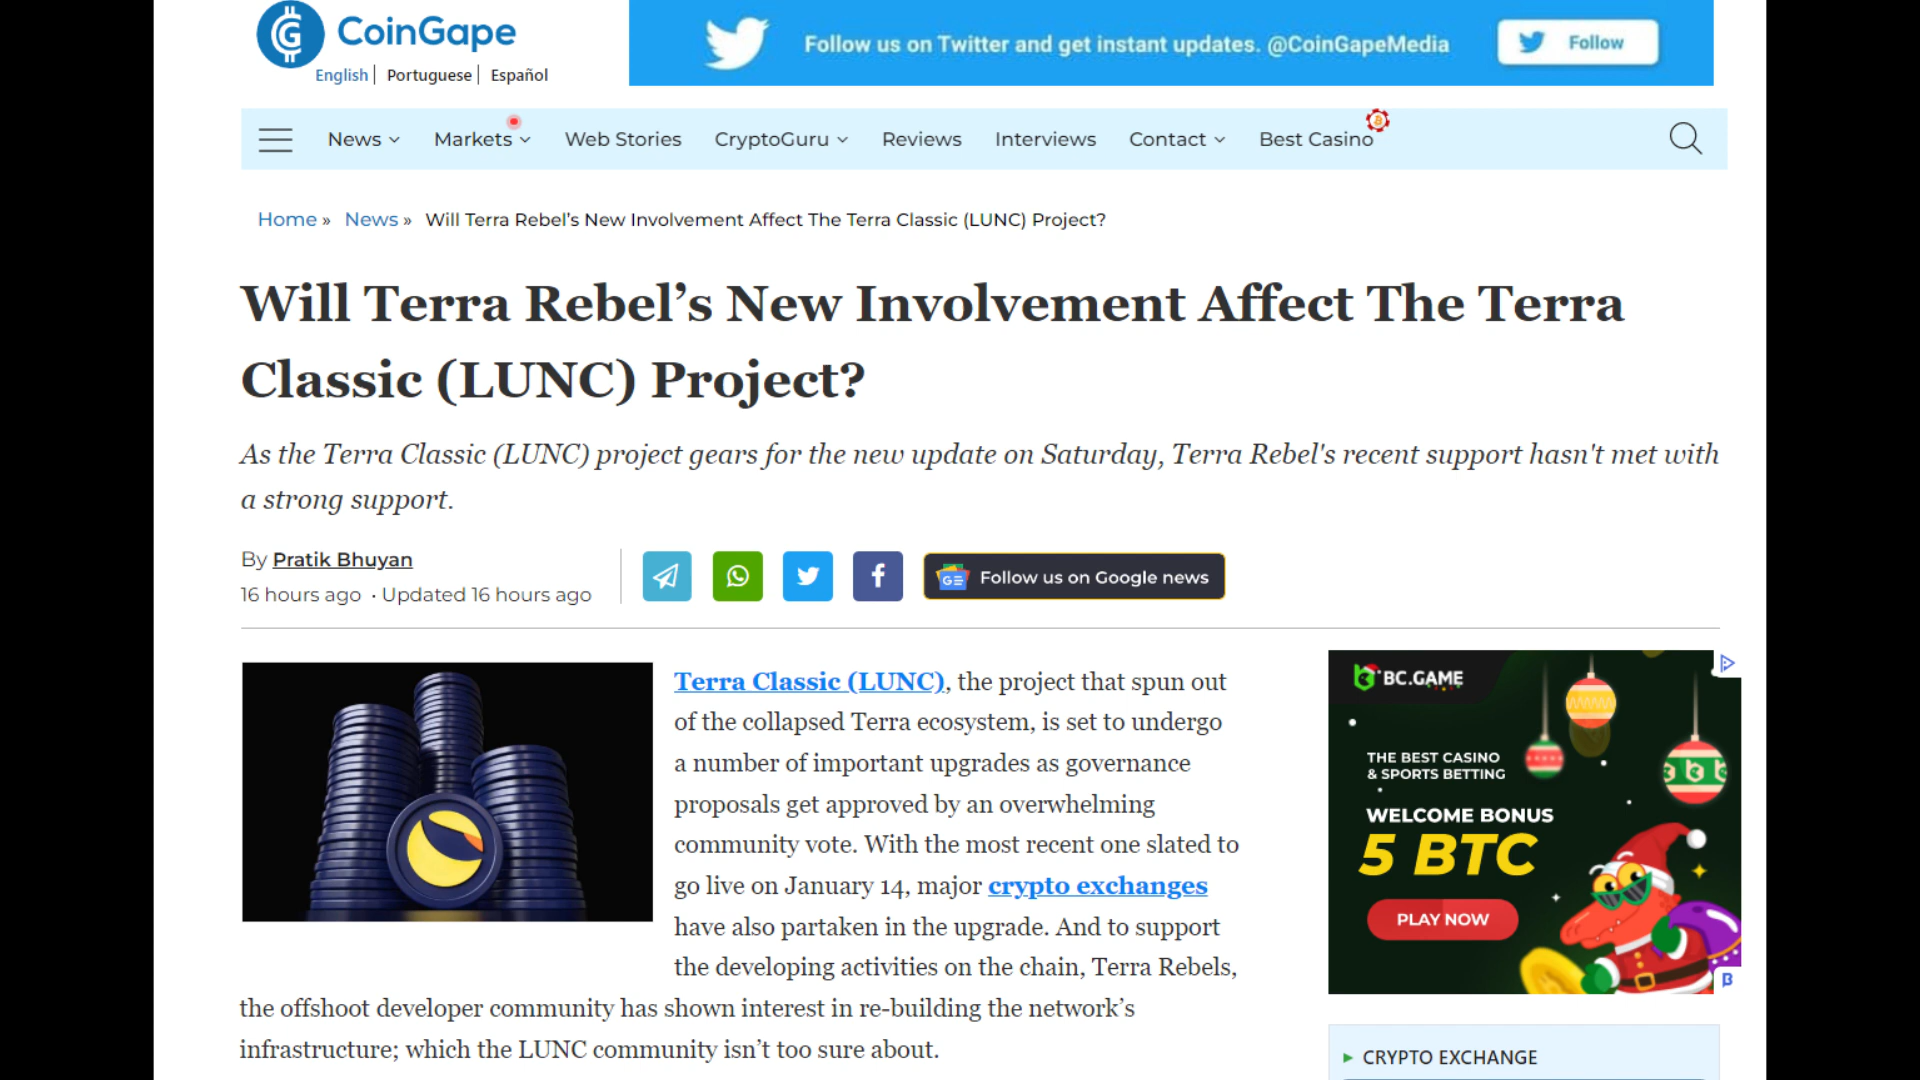 CoinGape
English | Portuguese | Español
Follow us on Twitter and get instant updates. @CoinGapeMedia
Follow
News
Markets
Web Stories
CryptoGuru
Reviews
Interviews
Contact
Best Casino
Home » News » Will Terra Rebel’s New Involvement Affect The Terra Classic (LUNC) Project?
Will Terra Rebel’s New Involvement Affect The Terra
Classic (LUNC) Project?
As the Terra Classic (LUNC) project gears for the new update on Saturday, Terra Rebel's recent support hasn't met with
a strong support.
By Pratik Bhuyan
16 hours ago · Updated 16 hours ago
Follow us on Google news
Terra Classic (LUNC), the project that spun out
of the collapsed Terra ecosystem, is set to undergo
a number of important upgrades as governance
proposals get approved by an overwhelming
community vote. With the most recent one slated to
go live on January 14, major crypto exchanges
have also partaken in the upgrade. And to support
the developing activities on the chain, Terra Rebels,
the offshoot developer community has shown interest in re-building the network’s
infrastructure; which the LUNC community isn’t too sure about.
BC.GAME
THE BEST CASINO
& SPORTS BETTING
WELCOME BONUS
5 BTC
PLAY NOW
CRYPTO EXCHANGE